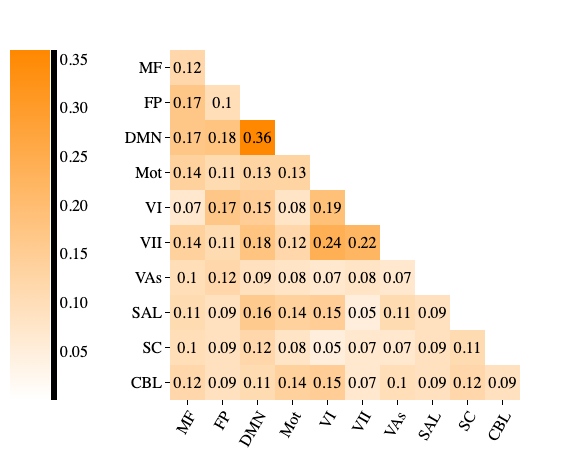 0.35
0.30
0.25
0.20
0.15
0.10
0.05
MF 0.12
FP 0.17 0.1
DMN 0.17 0.18 0.36
Mot 0.14 0.11 0.13 0.13
VI 0.07 0.17 0.15 0.08 0.19
VII 0.14 0.11 0.18 0.12 0.24 0.22
VAs 0.1 0.12 0.09 0.08 0.07 0.08 0.07
SAL 0.11 0.09 0.16 0.14 0.15 0.05 0.11 0.09
SC 0.1 0.09 0.12 0.08 0.05 0.07 0.07 0.09 0.11
CBL 0.12 0.09 0.11 0.14 0.15 0.07 0.1 0.09 0.12 0.09
MF FP DMN Mot VI VII VAs SAL SC CBL